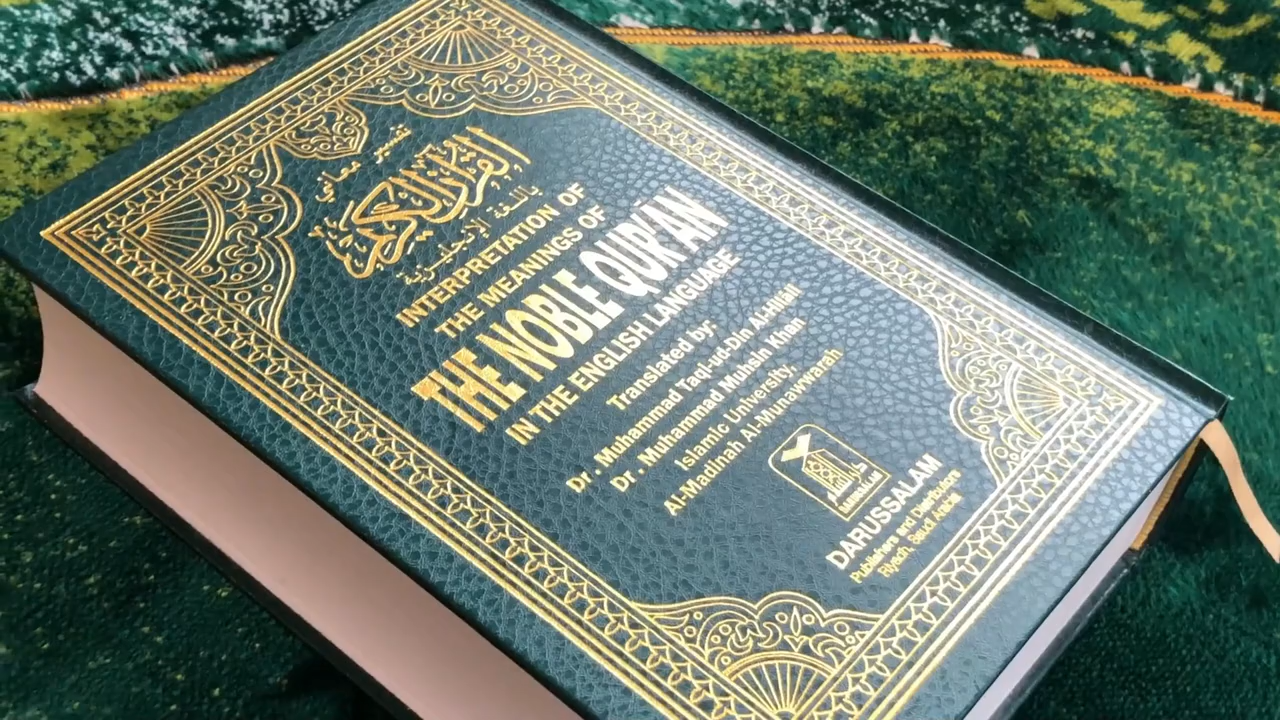 تفسير معاني
القرآن الكريم
باللغة الإنجليزية
INTERPRETATION OF
THE MEANINGS OF
THE NOBLE QUR'ÂN
IN THE ENGLISH LANGUAGE
Translated by:
Dr. Muhammad Taqi-ud-Din Al-Hilali
Dr. Muhammad Muhsin Khan
Islamic University,
Al-Madinah Al-Munawwarah
DARUSSALAM
DARUSSALAM
Publishers and Distributors
Riyadh, Saudi Arabia